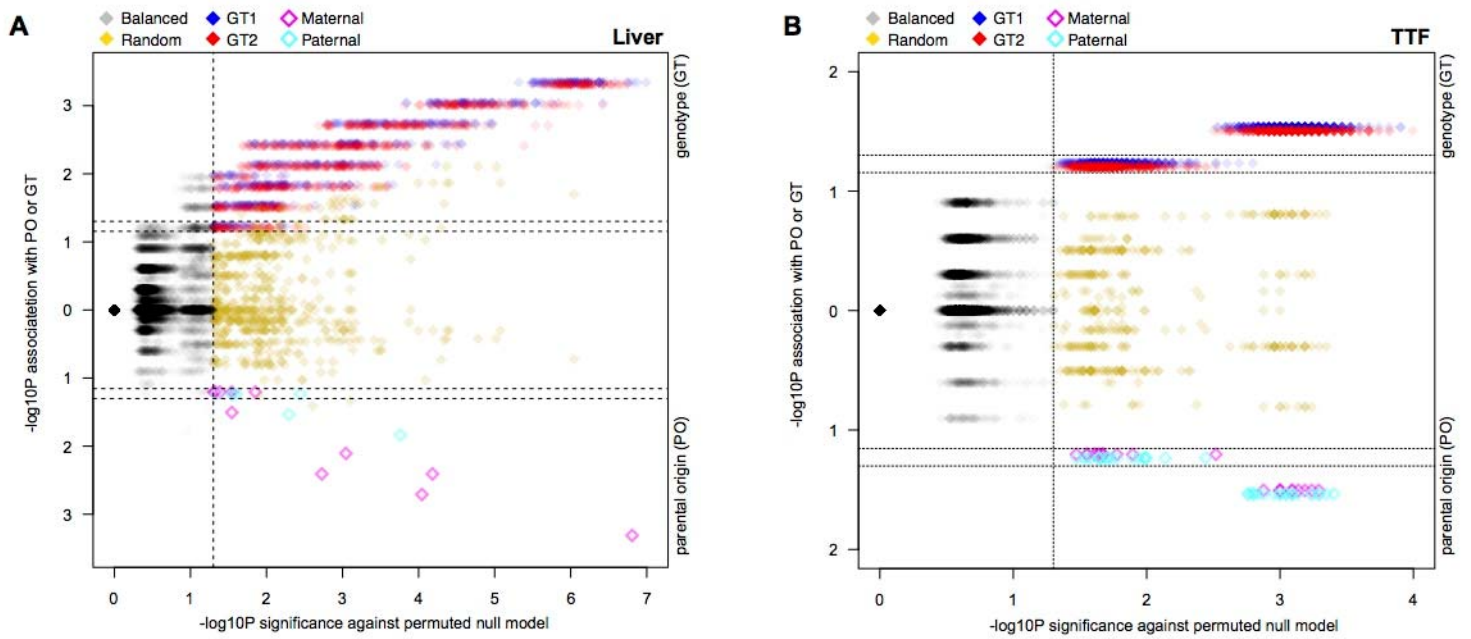 A
Balanced GT1 Maternal
Random GT2 Paternal
Liver
3
2
1
0
1
2
3
-log10P associatetion with PO or GT
genotype (GT)
parental origin (PO)
0 1 2 3 4 5 6 7
-log10P significance against permuted null model
B
Balanced GT1 Maternal
Random GT2 Paternal
TTF
2
1
0
1
2
-log10P association with PO or GT
genotype (GT)
parental origin (PO)
0 1 2 3 4
-log10P significance against permuted null model